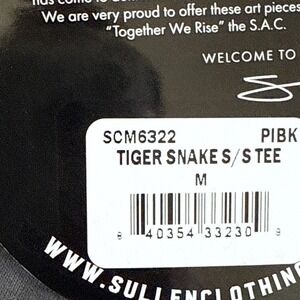 We are very proud to offer these art pieces
"Together We Rise" the S.A.C.
WELCOME TO
SCM6322 PIBK
TIGER SNAKE S/S TEE
M
8 40354 33230 8
WWW.SULLENCLOTHING